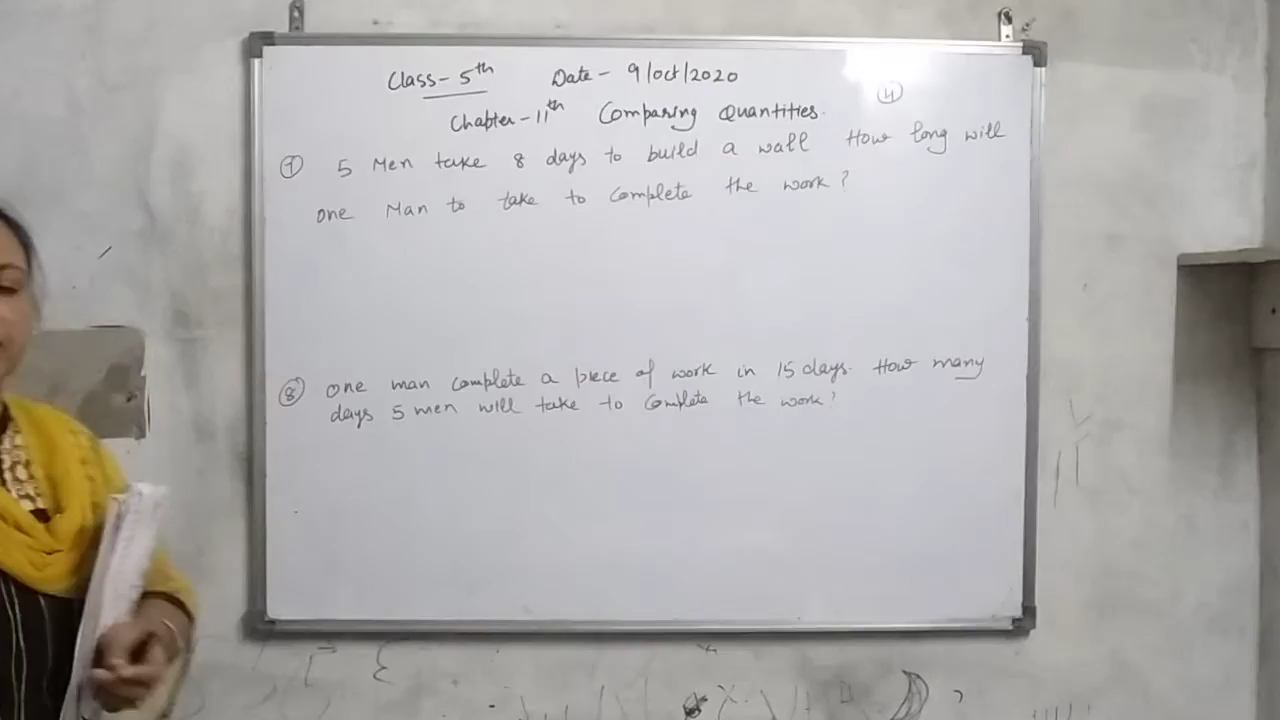 Class- 5th Date- 9/oct/2020
4
Chapter-11th Comparing Quantities.
7 5 Men take 8 days to build a wall How long will
one Man to take to complete the work?
8 one man complete a piece of work in 15 days. How many
days 5 men will take to complete the work?